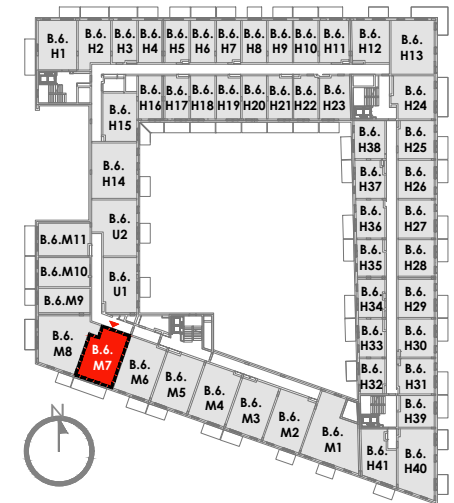 B.6.
H1
B.6.
H2
B.6.
H3
B.6.
H4
B.6.
H5
B.6.
H6
B.6.
H7
B.6.
H8
B.6.
H9
B.6.
H10
B.6.
H11
B.6.
H12
B.6.
H13
B.6.
H16
B.6.
H17
B.6.
H18
B.6.
H19
B.6.
H20
B.6.
H21
B.6.
H22
B.6.
H23
B.6.
H24
B.6.
H15
B.6.
H38
B.6.
H25
B.6.
H14
B.6.
H37
B.6.
H26
B.6.
U2
B.6.
H36
B.6.
H27
B.6.M11
B.6.
H35
B.6.
H28
B.6.M10
B.6.
U1
B.6.
H34
B.6.
H29
B.6.M9
B.6.
M8
B.6.
M7
B.6.
M6
B.6.
M5
B.6.
M4
B.6.
M3
B.6.
M2
B.6.
M1
B.6.
H33
B.6.
H30
B.6.
H32
B.6.
H31
B.6.
H39
B.6.
H41
B.6.
H40
N